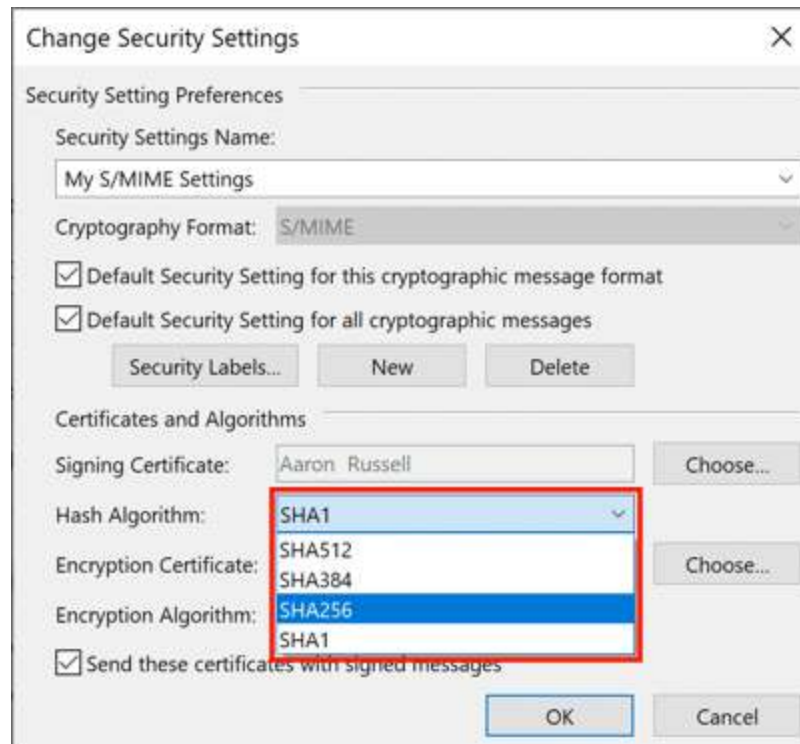 Change Security Settings
Security Setting Preferences
Security Settings Name:
My S/MIME Settings
Cryptography Format: S/MIME
Default Security Setting for this cryptographic message format
Default Security Setting for all cryptographic messages
Security Labels... New Delete
Certificates and Algorithms
Signing Certificate: Aaron Russell Choose...
Hash Algorithm: SHA1
SHA512
Encryption Certificate: SHA384 Choose...
Encryption Algorithm: SHA256
SHA1
Send these certificates with signed messages
OK Cancel